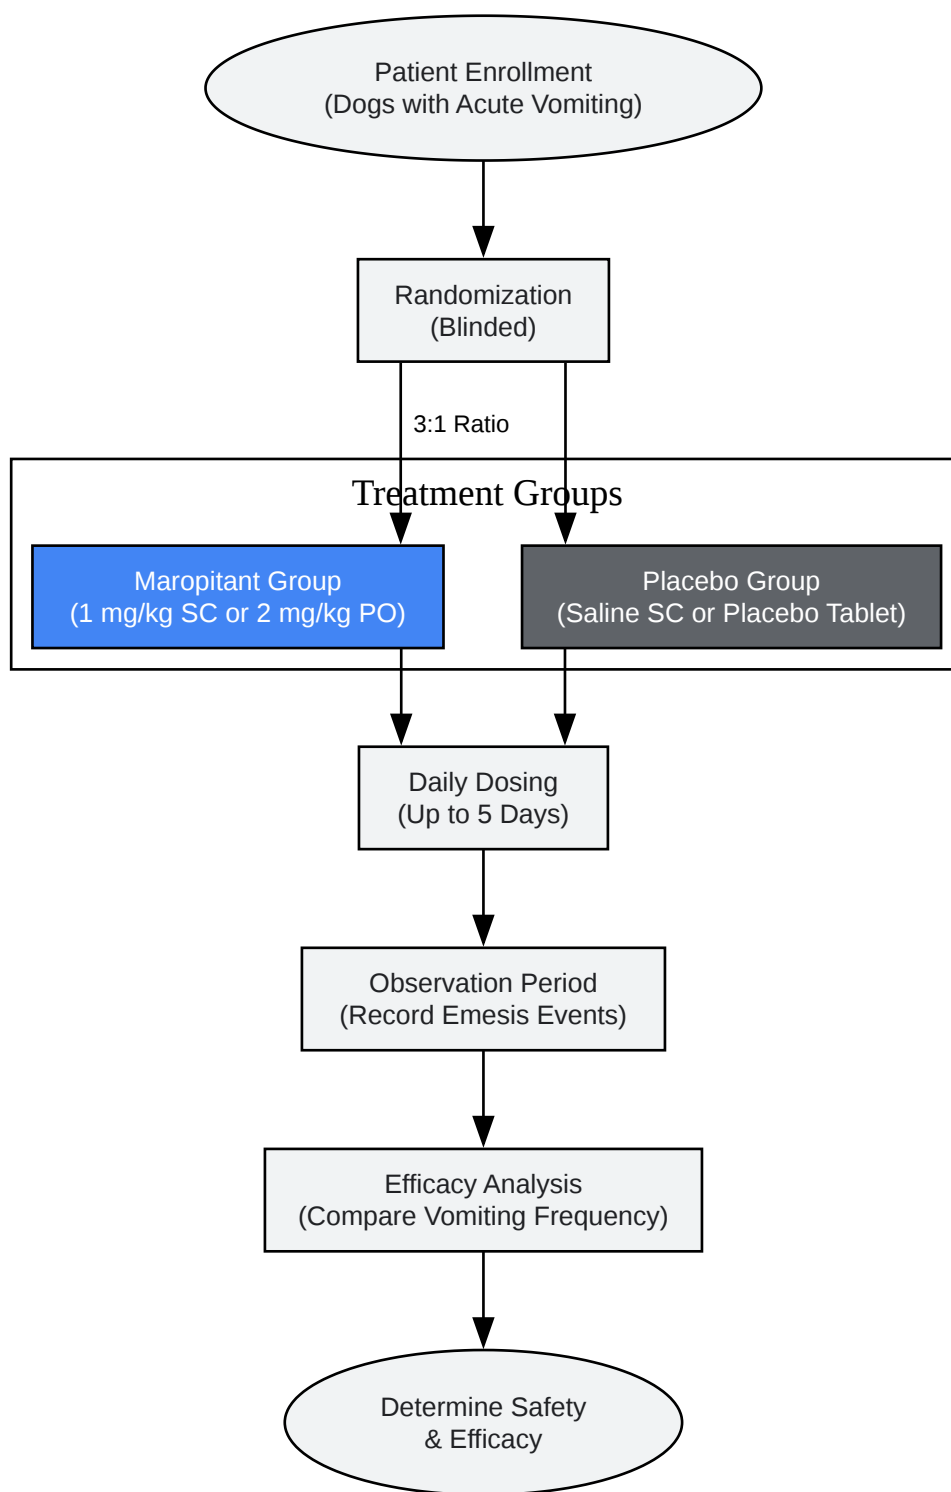 Patient Enrollment
(Dogs with Acute Vomiting)
Randomization
(Blinded)
3:1 Ratio
Treatment Groups
Maropitant Group
(1 mg/kg SC or 2 mg/kg PO)
Placebo Group
(Saline SC or Placebo Tablet)
Daily Dosing
(Up to 5 Days)
Observation Period
(Record Emesis Events)
Efficacy Analysis
(Compare Vomiting Frequency)
Determine Safety
& Efficacy